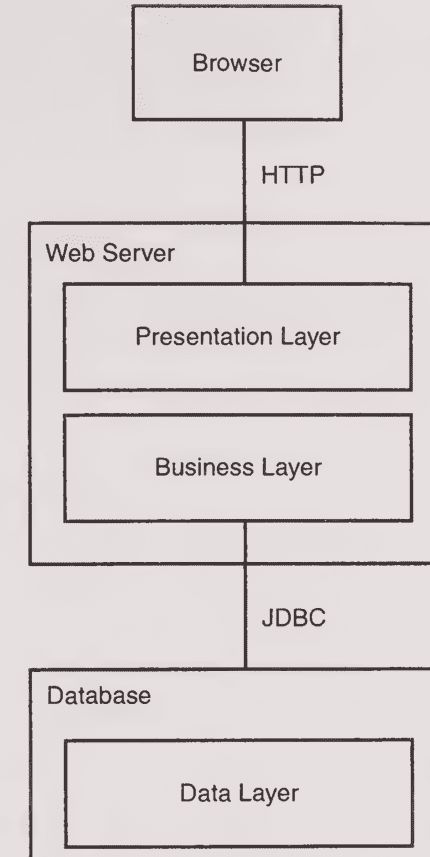 Browser
HTTP
Web Server
Presentation Layer
Business Layer
JDBC
Database
Data Layer